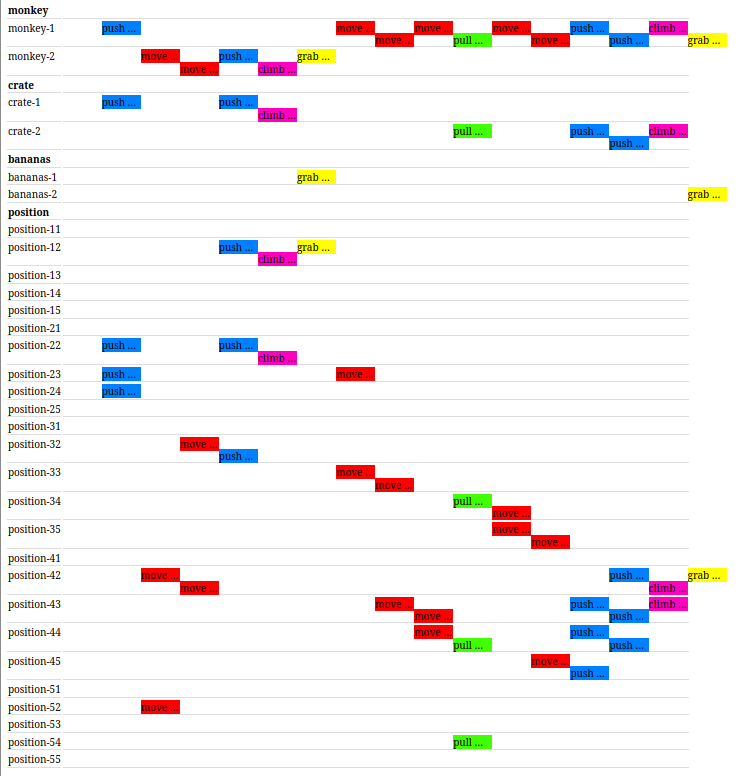 monkey
monkey-1 push ... move ... move ... move ... push ... climb ...
move ... pull ... move ... push ... grab ...
monkey-2 move ... push ... grab ...
move ... climb ...
crate
crate-1 push ... push ...
climb ...
crate-2 pull ... push ... climb ...
push ...
bananas
bananas-1 grab ...
bananas-2 grab ...
position
position-11
position-12 push ... grab ...
climb ...
position-13
position-14
position-15
position-21
position-22 push ... push ...
climb ...
position-23 push ... move ...
position-24 push ...
position-25
position-31
position-32 move ...
push ...
position-33 move ...
move ...
position-34 pull ...
move ...
position-35 move ...
move ...
position-41
position-42 move ... push ... grab ...
move ... climb ...
position-43 move ... push ... climb ...
move ... push ...
position-44 move ... push ...
pull ... push ...
position-45 move ...
push ...
position-51
position-52 move ...
position-53
position-54 pull ...
position-55